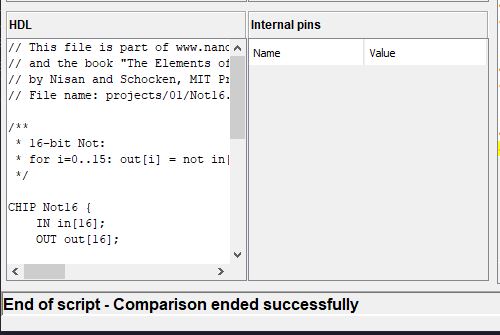 HDL
// This file is part of www.nand
// and the book "The Elements of
// by Nisan and Schocken, MIT Pr
// File name: projects/01/Not16.
/**
* 16-bit Not:
* for i=0..15: out[i] = not in[
*/
CHIP Not16 {
IN in[16];
OUT out[16];
Internal pins
Name Value
End of script - Comparison ended successfully